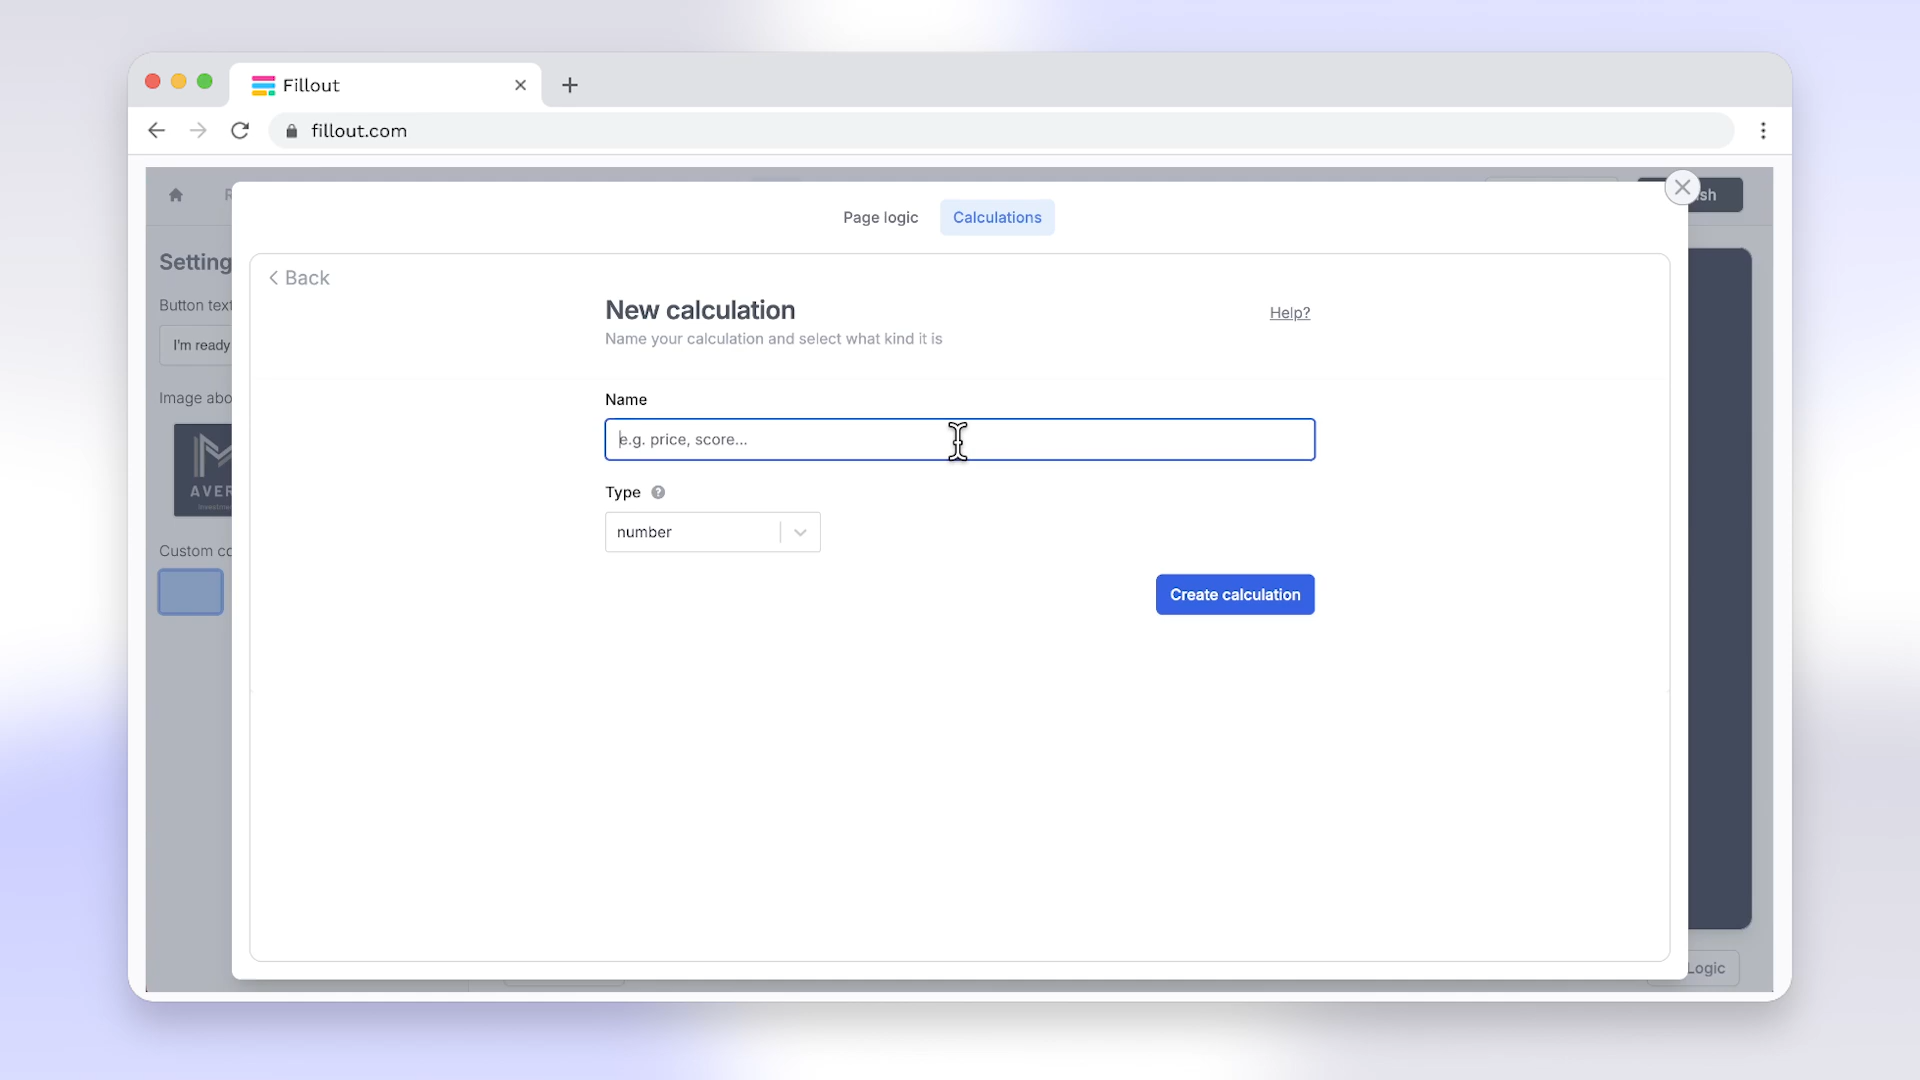 Fillout
fillout.com
Page logic
Calculations
Setting
Back
Button text
New calculation
Help?
I'm ready
Name your calculation and select what kind it is
Image abo
Name
e.g. price, score...
AVER
Type
number
Custom co
Create calculation
Logic